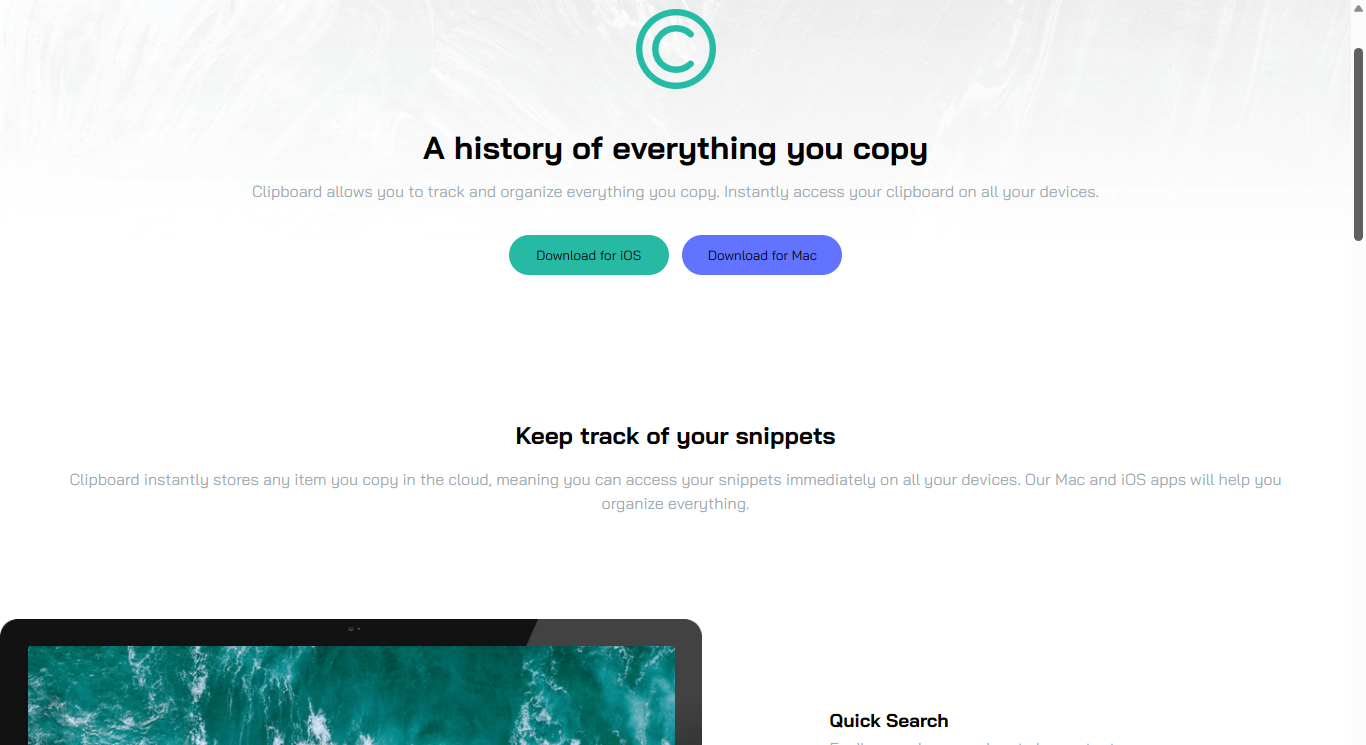 A history of everything you copy
Clipboard allows you to track and organize everything you copy. Instantly access your clipboard on all your devices.
Download for iOS
Download for Mac
Keep track of your snippets
Clipboard instantly stores any item you copy in the cloud, meaning you can access your snippets immediately on all your devices. Our Mac and iOS apps will help you
organize everything.
Quick Search